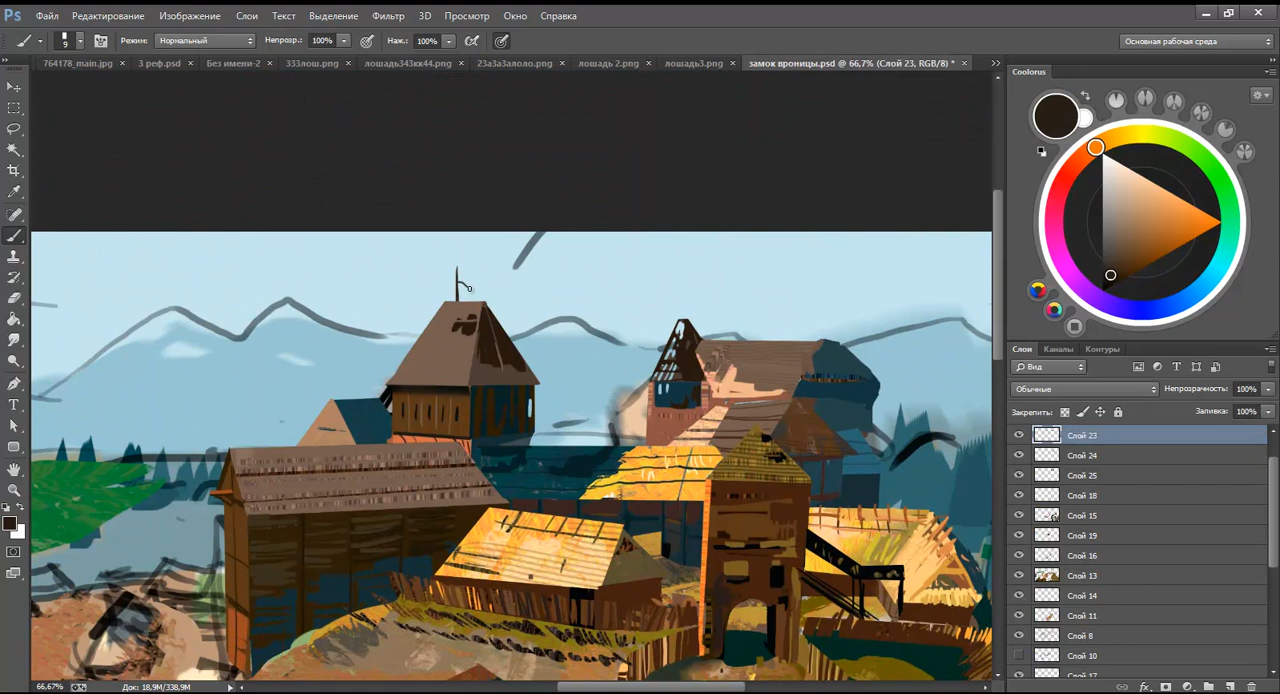 Ps Файл Редактирование Изображение Слои Текст Выделение Фильтр 3D Просмотр Окно Справка
9 Режим: Нормальный Непрозр.: 100% Наж.: 100% Основная рабочая среда
764178_main.jpg 3 реф.psd Без имени-2 333лош.png лошадь343кк44.png 23а3а3алоло.png лошадь 2.png лошадь3.png замок вроницы.psd @ 66,7% (Слой 23, RGB/8) *
Coolorus
Слои Каналы Контуры
Вид
Обычные Непрозрачность: 100%
Закрепить: Заливка: 100%
Слой 23
Слой 24
Слой 25
Слой 18
Слой 15
Слой 19
Слой 16
Слой 13
Слой 14
Слой 11
Слой 8
Слой 10
Слой 17
66,67% Док: 18,9M/338,9M